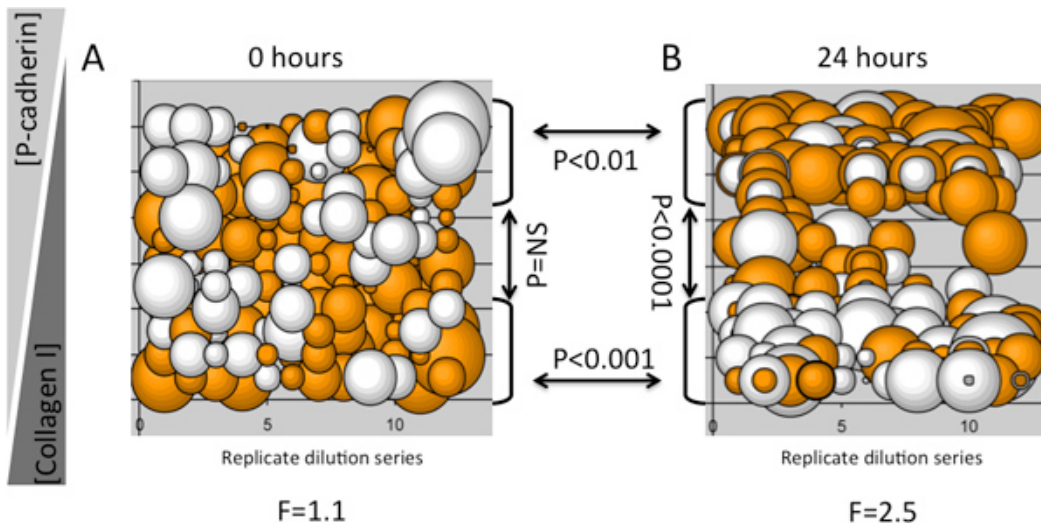 [P-cadherin]
[Collagen I]
A
0 hours
B
24 hours
P<0.01
P=NS
P<0.0001
P<0.001
0
5
10
0
5
10
Replicate dilution series
Replicate dilution series
F=1.1
F=2.5